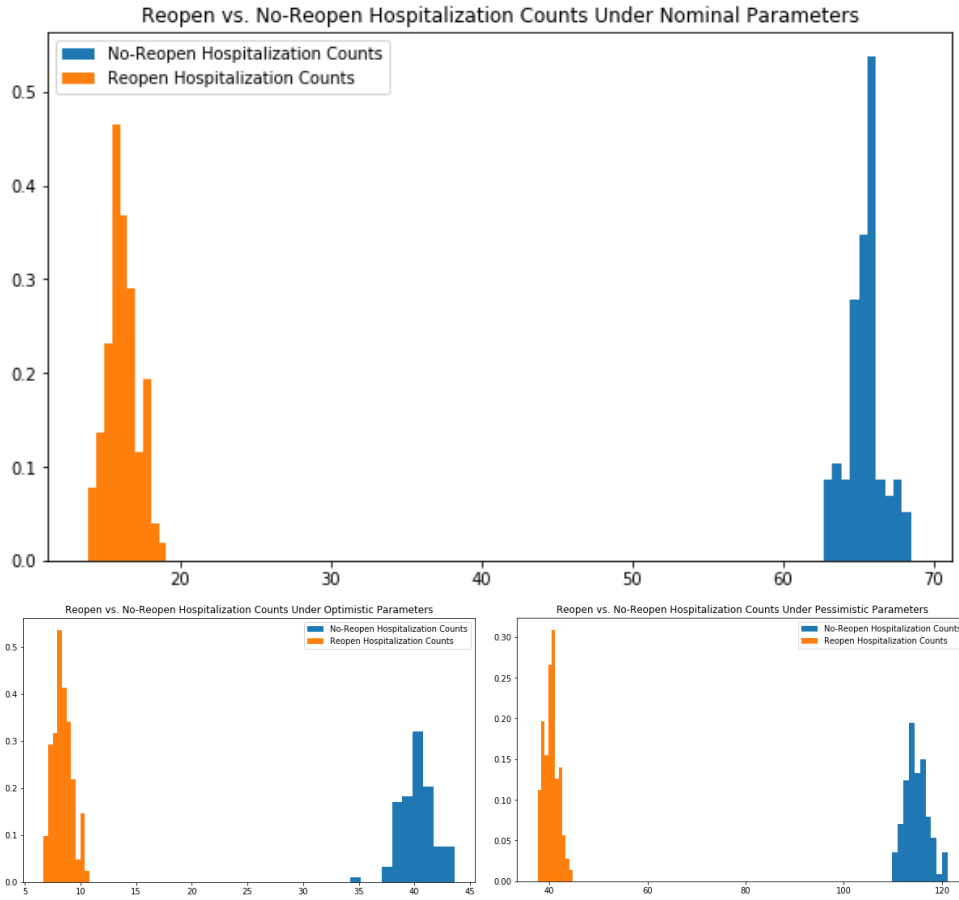 Reopen vs. No-Reopen Hospitalization Counts Under Nominal Parameters
No-Reopen Hospitalization Counts
Reopen Hospitalization Counts
0.5
0.4
0.3
0.2
0.1
0.0
20 30 40 50 60 70
Reopen vs. No-Reopen Hospitalization Counts Under Optimistic Parameters
No-Reopen Hospitalization Counts
Reopen Hospitalization Counts
0.5
0.4
0.3
0.2
0.1
0.0
5 10 15 20 25 30 35 40 45
Reopen vs. No-Reopen Hospitalization Counts Under Pessimistic Parameters
No-Reopen Hospitalization Counts
Reopen Hospitalization Counts
0.30
0.25
0.20
0.15
0.10
0.05
0.00
40 60 80 100 120